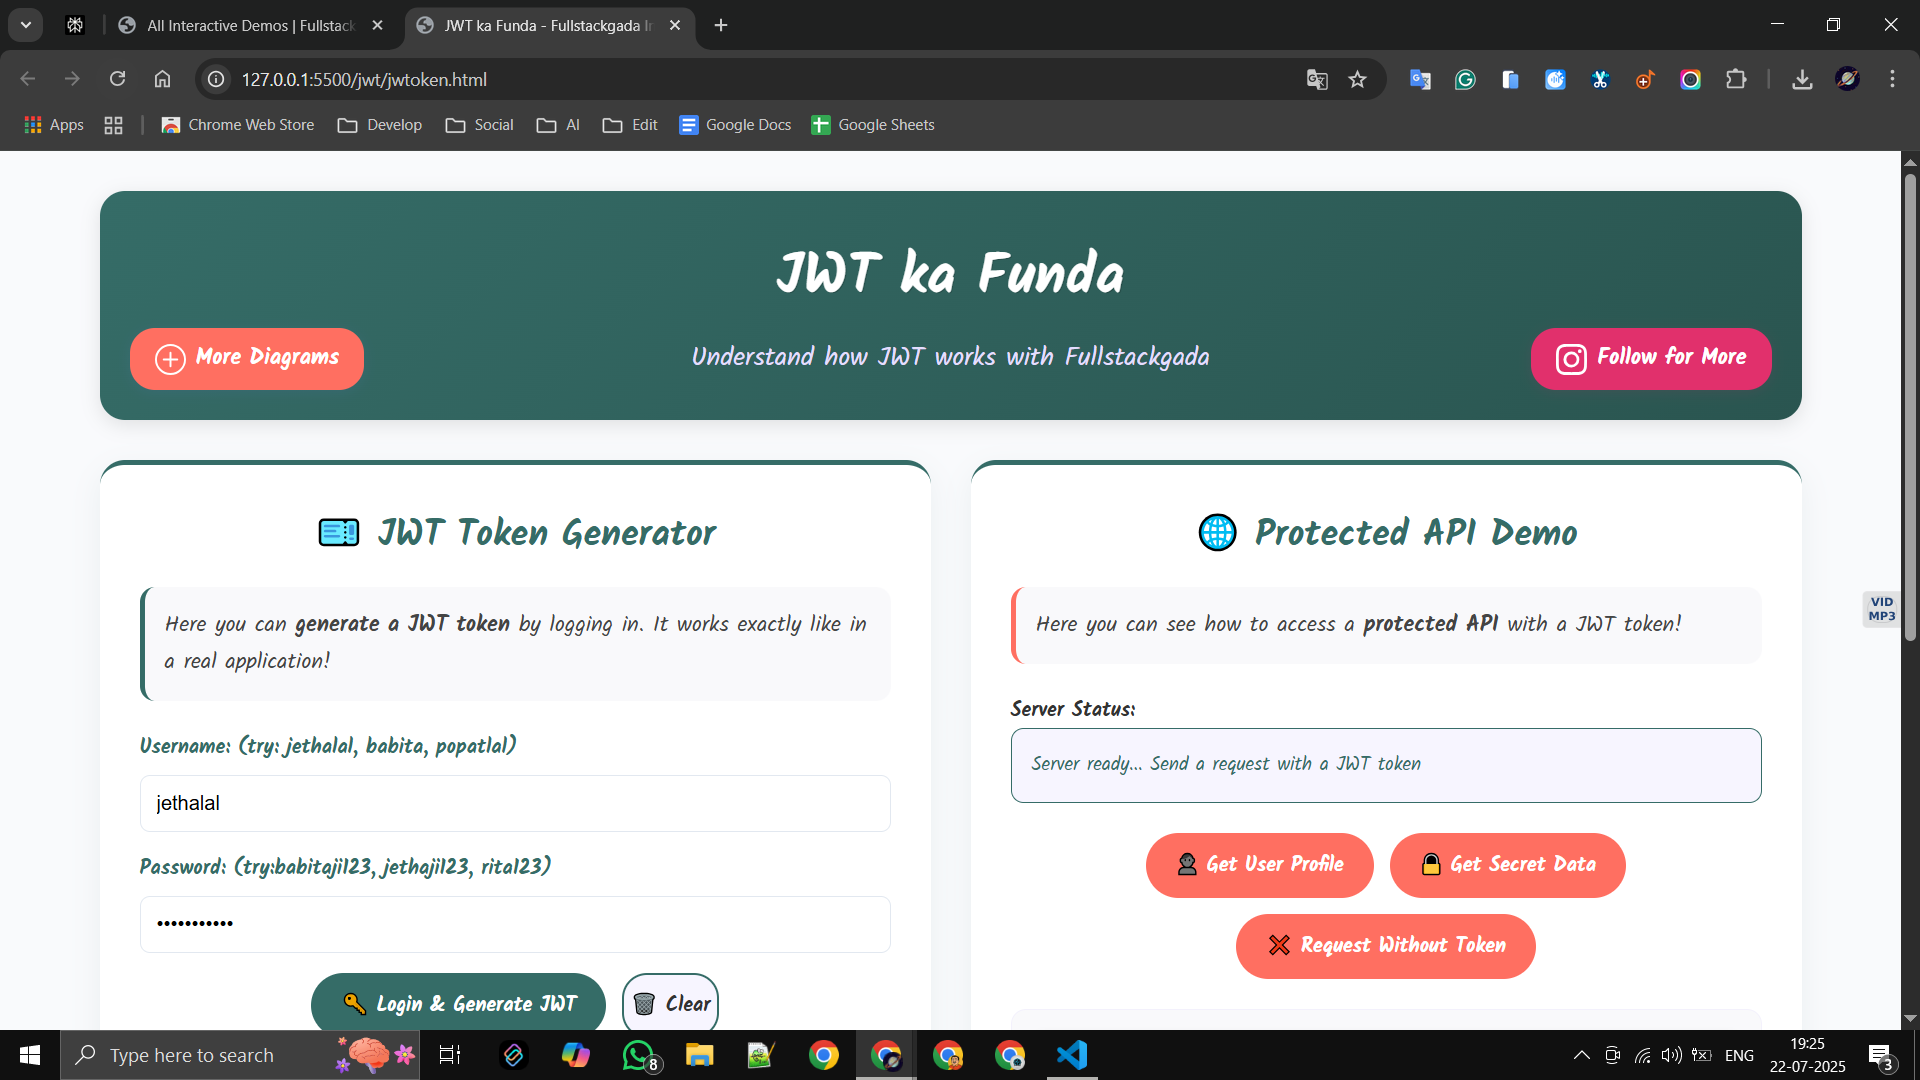 All Interactive Demos | Fullstack
JWT ka Funda - Fullstackgada In
127.0.0.1:5500/jwt/jwtoken.html
Apps
Chrome Web Store
Develop
Social
AI
Edit
Google Docs
Google Sheets
JWT ka Funda
More Diagrams
Understand how JWT works with Fullstackgada
Follow for More
JWT Token Generator
Here you can generate a JWT token by logging in. It works exactly like in
a real application!
Username: (try: jethalal, babita, popatlal)
jethalal
Password: (try:babitaji123, jethaji123, rita123)
•••••••••••
Login & Generate JWT
Clear
Protected API Demo
Here you can see how to access a protected API with a JWT token!
Server Status:
Server ready... Send a request with a JWT token
Get User Profile
Get Secret Data
Request Without Token
VID
MP3
Type here to search
8
ENG
19:25
22-07-2025
3